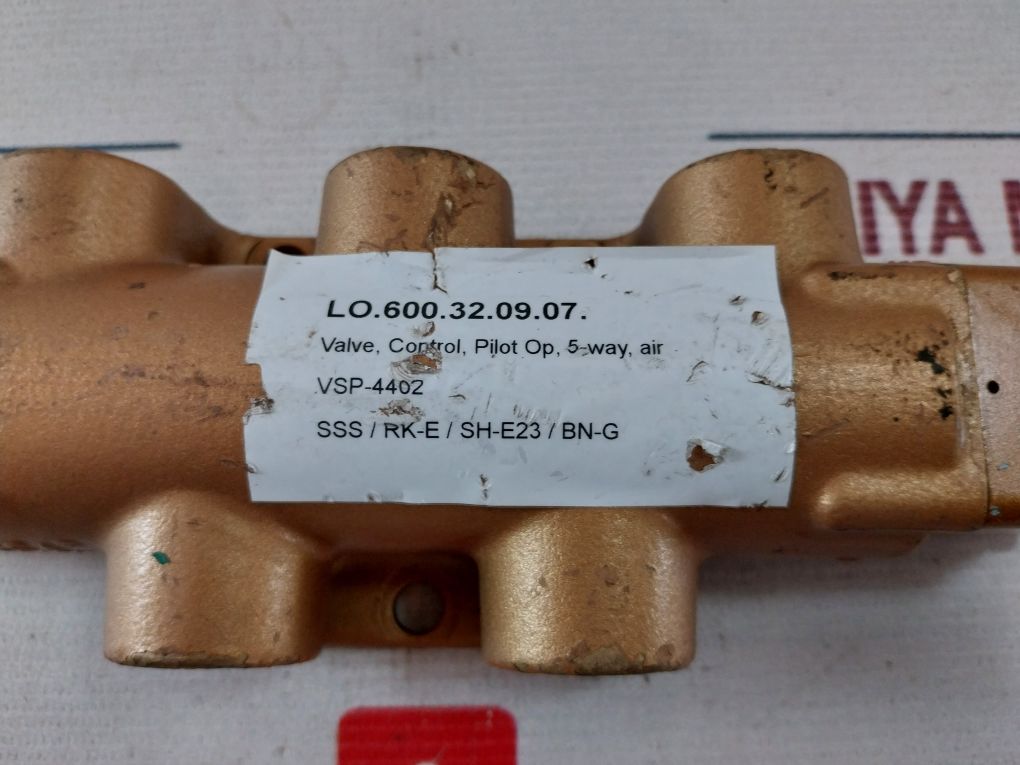 LO.600.32.09.07.
Valve, Control, Pilot Op, 5-way, air
VSP-4402
SSS / RK-E / SH-E23 / BN-G
IYA